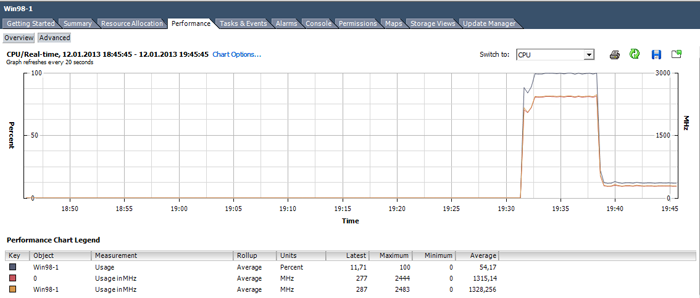 Win98-1
Getting Started Summary Resource Allocation Performance Tasks & Events Alarms Console Permissions Maps Storage Views Update Manager
Overview Advanced
CPU/Real-time, 12.01.2013 18:45:45 - 12.01.2013 19:45:45 Chart Options...
Graph refreshes every 20 seconds
Switch to: CPU
100 3000
Percent
50 1500
MHz
0 0
18:50 18:55 19:00 19:05 19:10 19:15 19:20 19:25 19:30 19:35 19:40 19:45
Time
Performance Chart Legend
Key Object Measurement Rollup Units Latest Maximum Minimum Average
Win98-1 Usage Average Percent 11,71 100 0 54,17
0 Usage in MHz Average MHz 277 2444 0 1315,14
Win98-1 Usage in MHz Average MHz 287 2483 0 1328,256